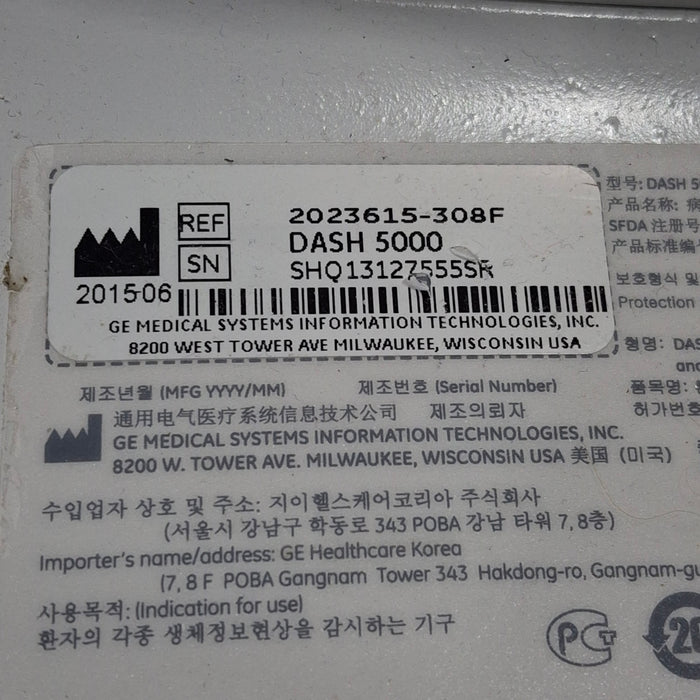 REF 2023615-308F
DASH 5000
SN SHQ13127555SR
2015-06
GE MEDICAL SYSTEMS INFORMATION TECHNOLOGIES, INC.
8200 WEST TOWER AVE MILWAUKEE, WISCONSIN USA
型号: DASH
产品名称:
SFDA 注册号
产品标准编
보호형식 및
Protection
형명: DAS
and
품목명:
허가번호
제조년월 (MFG YYYY/MM) 제조번호 (Serial Number)
通用电气医疗系统信息技术公司 제조의뢰자
GE MEDICAL SYSTEMS INFORMATION TECHNOLOGIES, INC.
8200 W. TOWER AVE. MILWAUKEE, WISCONSIN USA 美国 (미국)
수입업자 상호 및 주소: 지이헬스케어코리아 주식회사
(서울시 강남구 학동로 343 POBA 강남 타워 7, 8층)
Importer's name/address: GE Healthcare Korea
(7, 8 F POBA Gangnam Tower 343 Hakdong-ro, Gangnam-gu
사용목적: (Indication for use)
환자의 각종 생체정보현상을 감시하는 기구
PCT
20